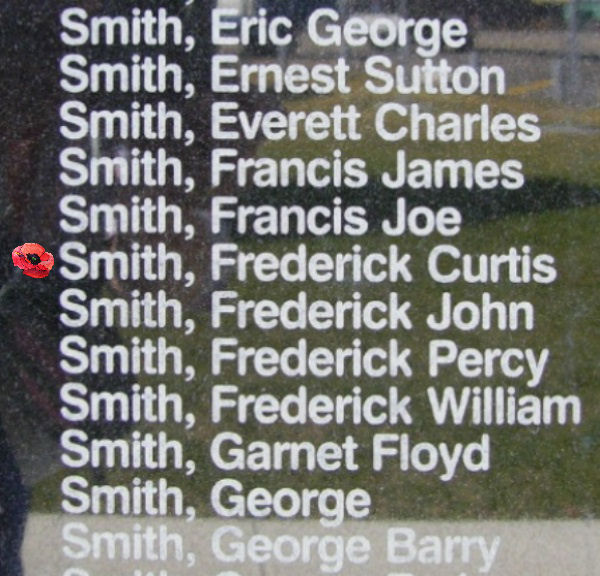 Smith, Eric George
Smith, Ernest Sutton
Smith, Everett Charles
Smith, Francis James
Smith, Francis Joe
Smith, Frederick Curtis
Smith, Frederick John
Smith, Frederick Percy
Smith, Frederick William
Smith, Garnet Floyd
Smith, George
Smith, George Barry